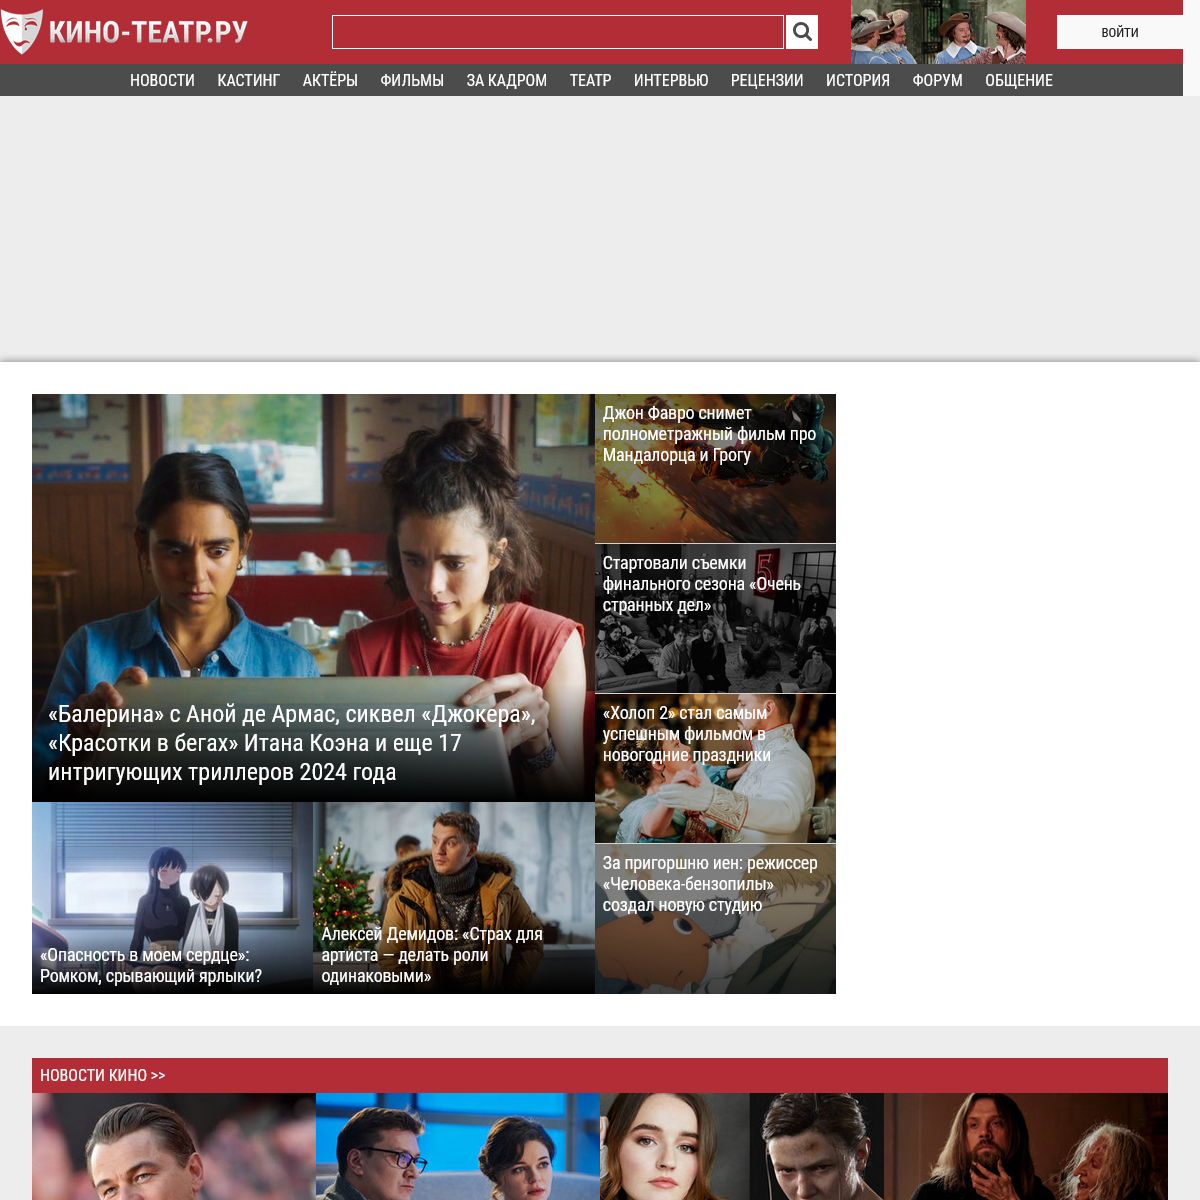 КИНО-ТЕАТР.РУ
ВОЙТИ
НОВОСТИ КАСТИНГ АКТЁРЫ ФИЛЬМЫ ЗА КАДРОМ ТЕАТР ИНТЕРВЬЮ РЕЦЕНЗИИ ИСТОРИЯ ФОРУМ ОБЩЕНИЕ
«Балерина» с Аной де Армас, сиквел «Джокера»,
«Красотки в бегах» Итана Коэна и еще 17
интригующих триллеров 2024 года
«Опасность в моем сердце»:
Ромком, срывающий ярлыки?
Алексей Демидов: «Страх для
артиста — делать роли
одинаковыми»
Джон Фавро снимет
полнометражный фильм про
Мандалорца и Грогу
Стартовали съемки
финального сезона «Очень
странных дел»
5
«Холоп 2» стал самым
успешным фильмом в
новогодние праздники
За пригоршню иен: режиссер
«Человека-бензопилы»
создал новую студию
НОВОСТИ КИНО >>